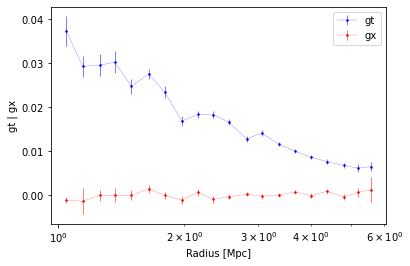 gt
gx
0.04
0.03
0.02
0.01
0.00
gt | gx
10⁰
2 × 10⁰
3 × 10⁰
4 × 10⁰
6 × 10⁰
Radius [Mpc]